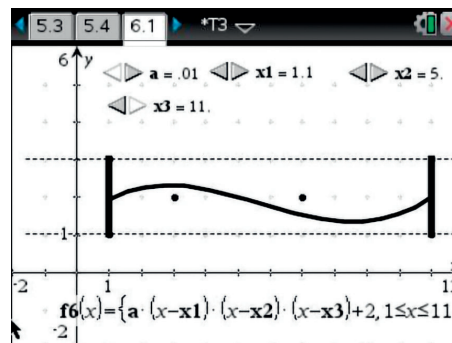 5.3 5.4 6.1 *T3
6 y
a = .01 x1 = 1.1 x2 = 5.
x3 = 11.
1
-2 1 11
f6(x)={a·(x-x1)·(x-x2)·(x-x3)+2, 1≤x≤11
-2